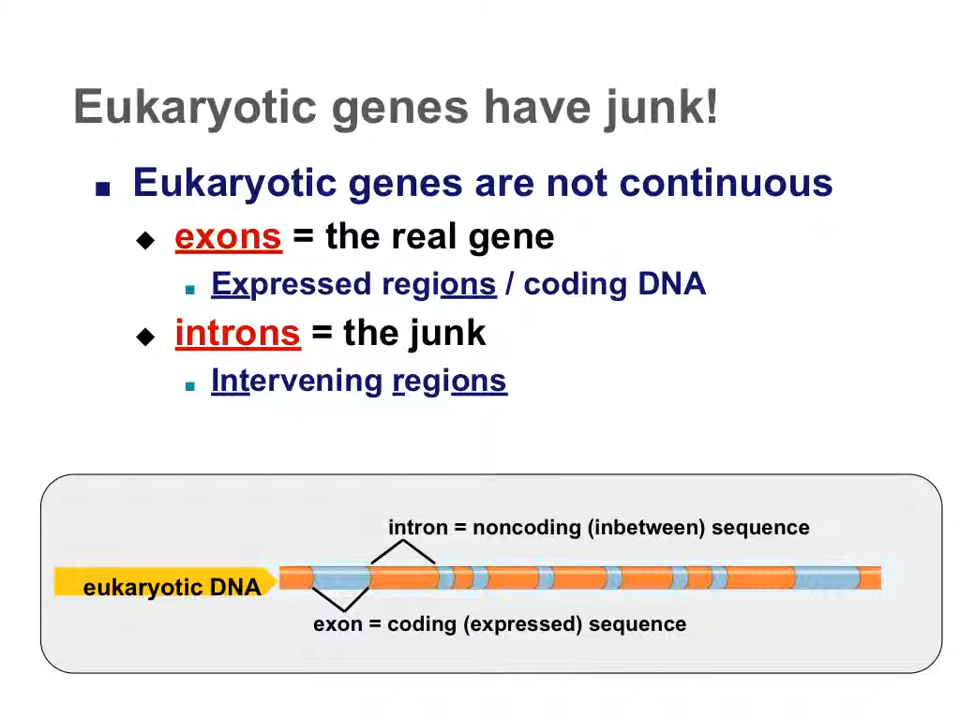 Eukaryotic genes have junk!
■ Eukaryotic genes are not continuous
◆ exons = the real gene
■ Expressed regions / coding DNA
◆ introns = the junk
■ Intervening regions
intron = noncoding (inbetween) sequence
eukaryotic DNA
exon = coding (expressed) sequence